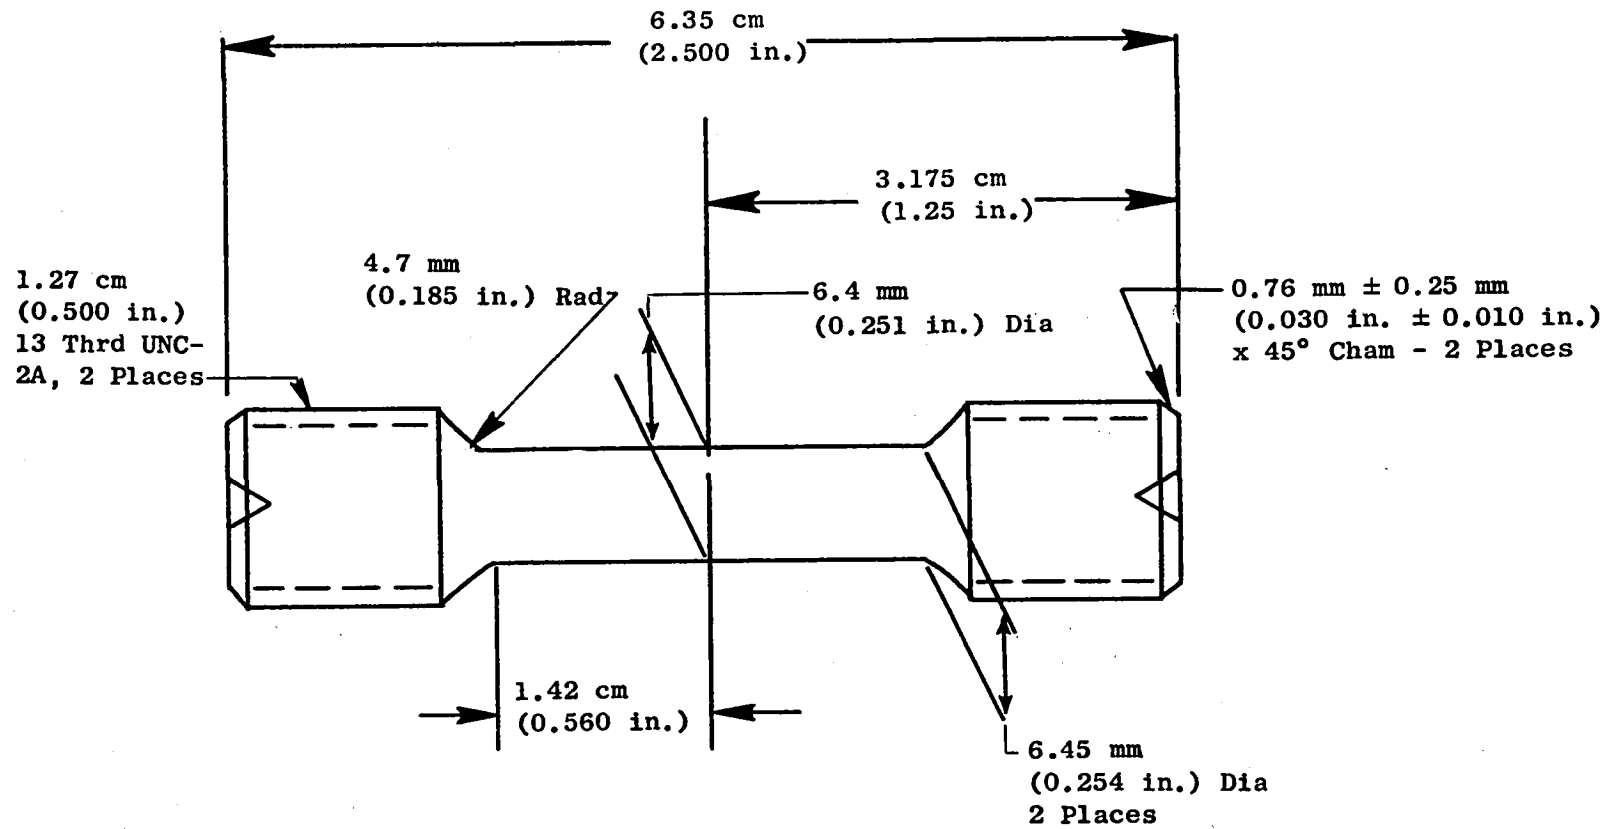 6.35 cm
(2.500 in.)
3.175 cm
(1.25 in.)
4.7 mm
(0.185 in.) Rad
1.27 cm
(0.500 in.)
13 Thrd UNC-
2A, 2 Places
6.4 mm
(0.251 in.) Dia
0.76 mm ± 0.25 mm
(0.030 in. ± 0.010 in.)
x 45° Cham - 2 Places
1.42 cm
(0.560 in.)
6.45 mm
(0.254 in.) Dia
2 Places